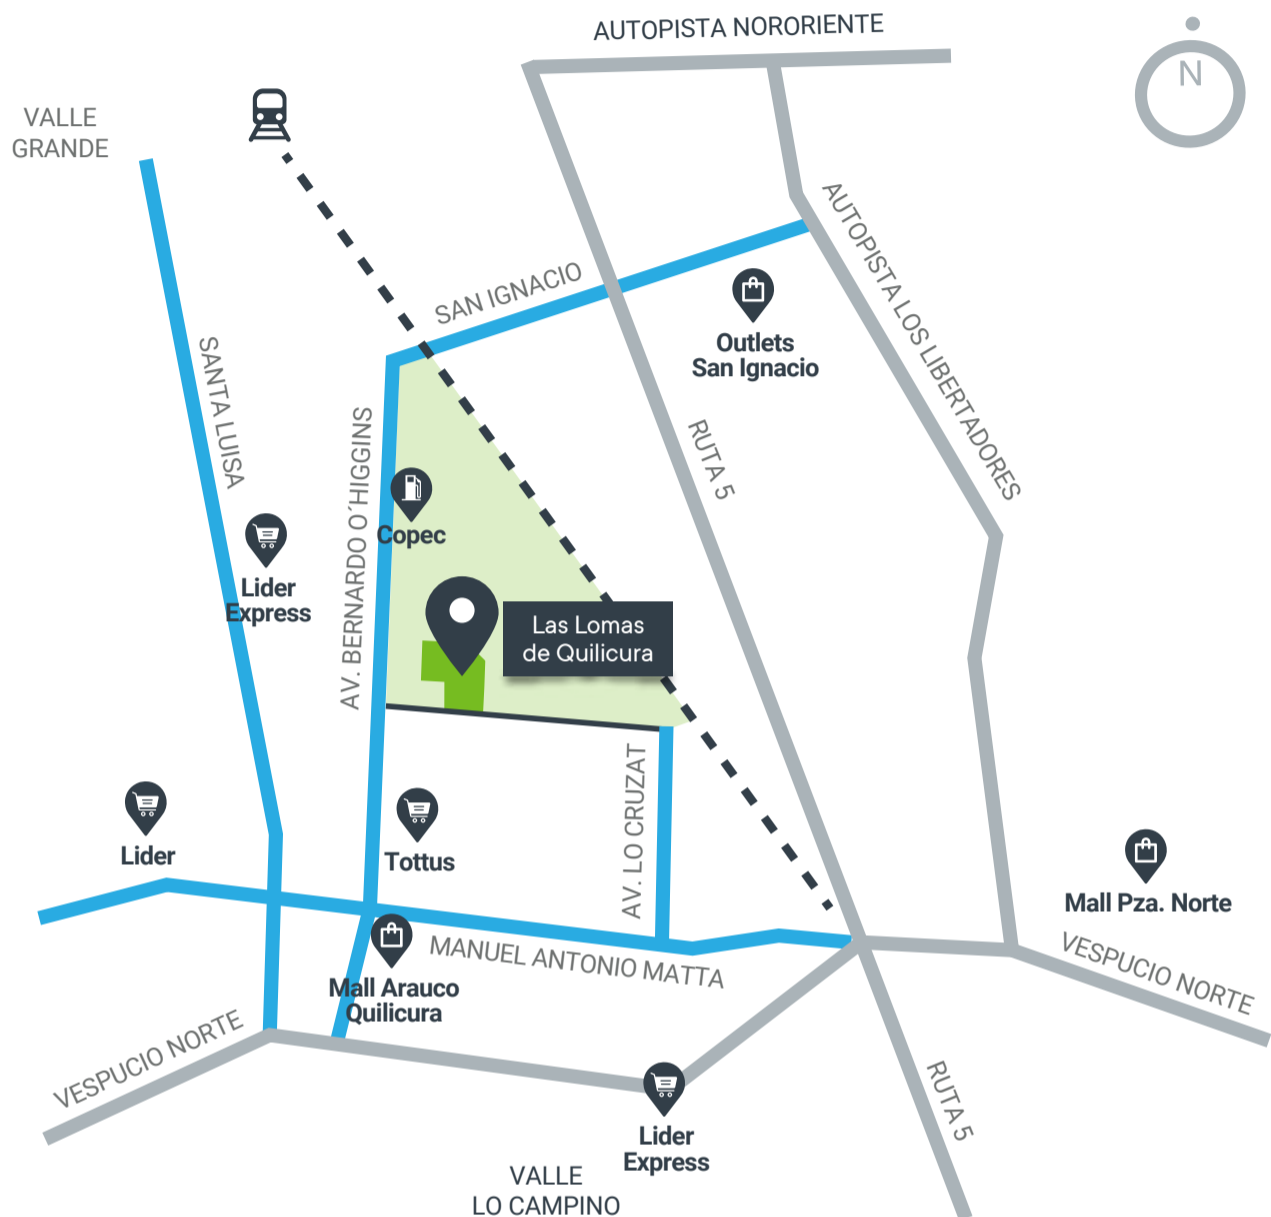 AUTOPISTA NORORIENTE
N
VALLE
GRANDE
AUTOPISTA LOS LIBERTADORES
SAN IGNACIO
Outlets
San Ignacio
SANTA LUISA
AV. BERNARDO O´HIGGINS
RUTA 5
Copec
Lider
Express
Las Lomas
de Quilicura
AV. LO CRUZAT
Lider
Tottus
Mall Pza. Norte
MANUEL ANTONIO MATTA
VESPUCIO NORTE
Mall Arauco
Quilicura
VESPUCIO NORTE
RUTA 5
Lider
Express
VALLE
LO CAMPINO